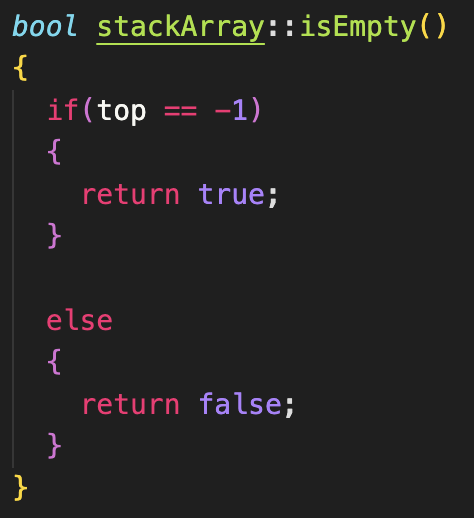 bool stackArray::isEmpty()
{
  if(top == -1)
  {
    return true;
  }

  else
  {
    return false;
  }
}